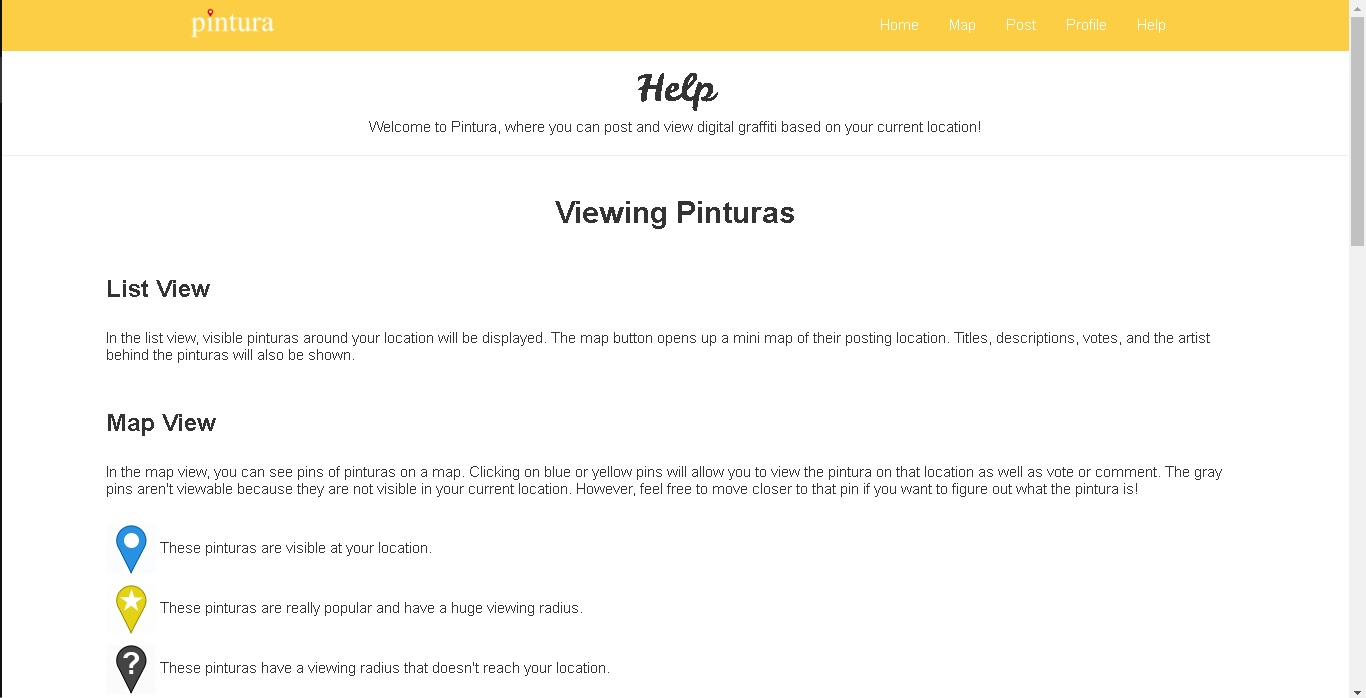 pintura
Home Map Post Profile Help
Help
Welcome to Pintura, where you can post and view digital graffiti based on your current location!
Viewing Pinturas
List View
In the list view, visible pinturas around your location will be displayed. The map button opens up a mini map of their posting location. Titles, descriptions, votes, and the artist
behind the pinturas will also be shown.
Map View
In the map view, you can see pins of pinturas on a map. Clicking on blue or yellow pins will allow you to view the pintura on that location as well as vote or comment. The gray
pins aren't viewable because they are not visible in your current location. However, feel free to move closer to that pin if you want to figure out what the pintura is!
These pinturas are visible at your location.
These pinturas are really popular and have a huge viewing radius.
? These pinturas have a viewing radius that doesn't reach your location.